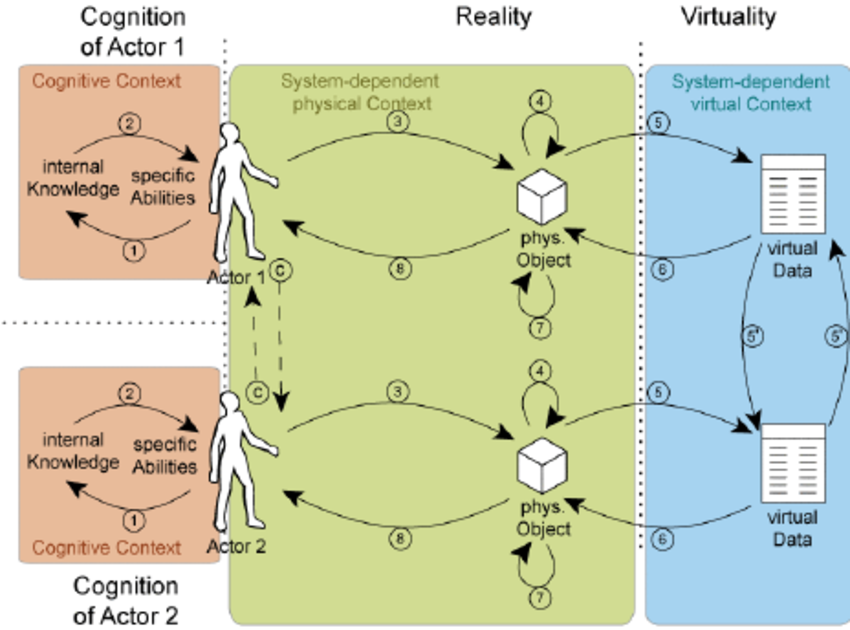 Cognition
of Actor 1
Reality
Virtuality
Cognitive Context
System-dependent
physical Context
System-dependent
virtual Context
2
internal
Knowledge
specific
Abilities
1
Actor 1
C
3
8
4
phys.
Object
7
5
6
virtual
Data
5'
5'
C
2
internal
Knowledge
specific
Abilities
1
Cognitive Context
Actor 2
3
8
4
phys.
Object
7
5
6
virtual
Data
Cognition
of Actor 2